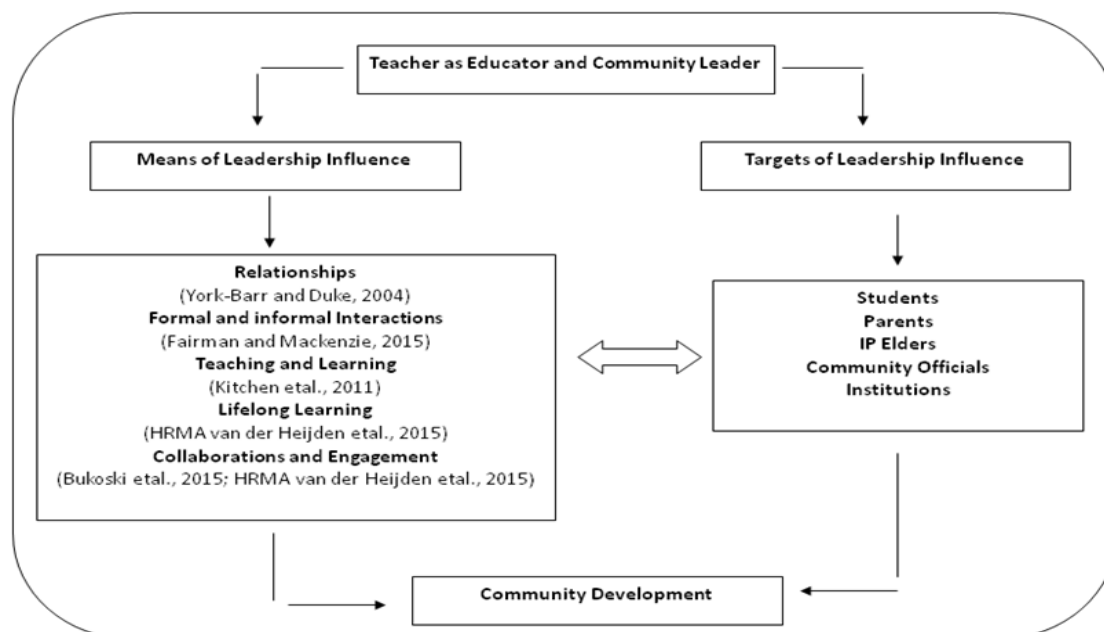 Teacher as Educator and Community Leader
Means of Leadership Influence
Targets of Leadership Influence
Relationships
(York-Barr and Duke, 2004)
Formal and informal Interactions
(Fairman and Mackenzie, 2015)
Teaching and Learning
(Kitchen etal., 2011)
Lifelong Learning
(HRMA van der Heijden etal., 2015)
Collaborations and Engagement
(Bukoski etal., 2015; HRMA van der Heijden etal., 2015)
Students
Parents
IP Elders
Community Officials
Institutions
Community Development